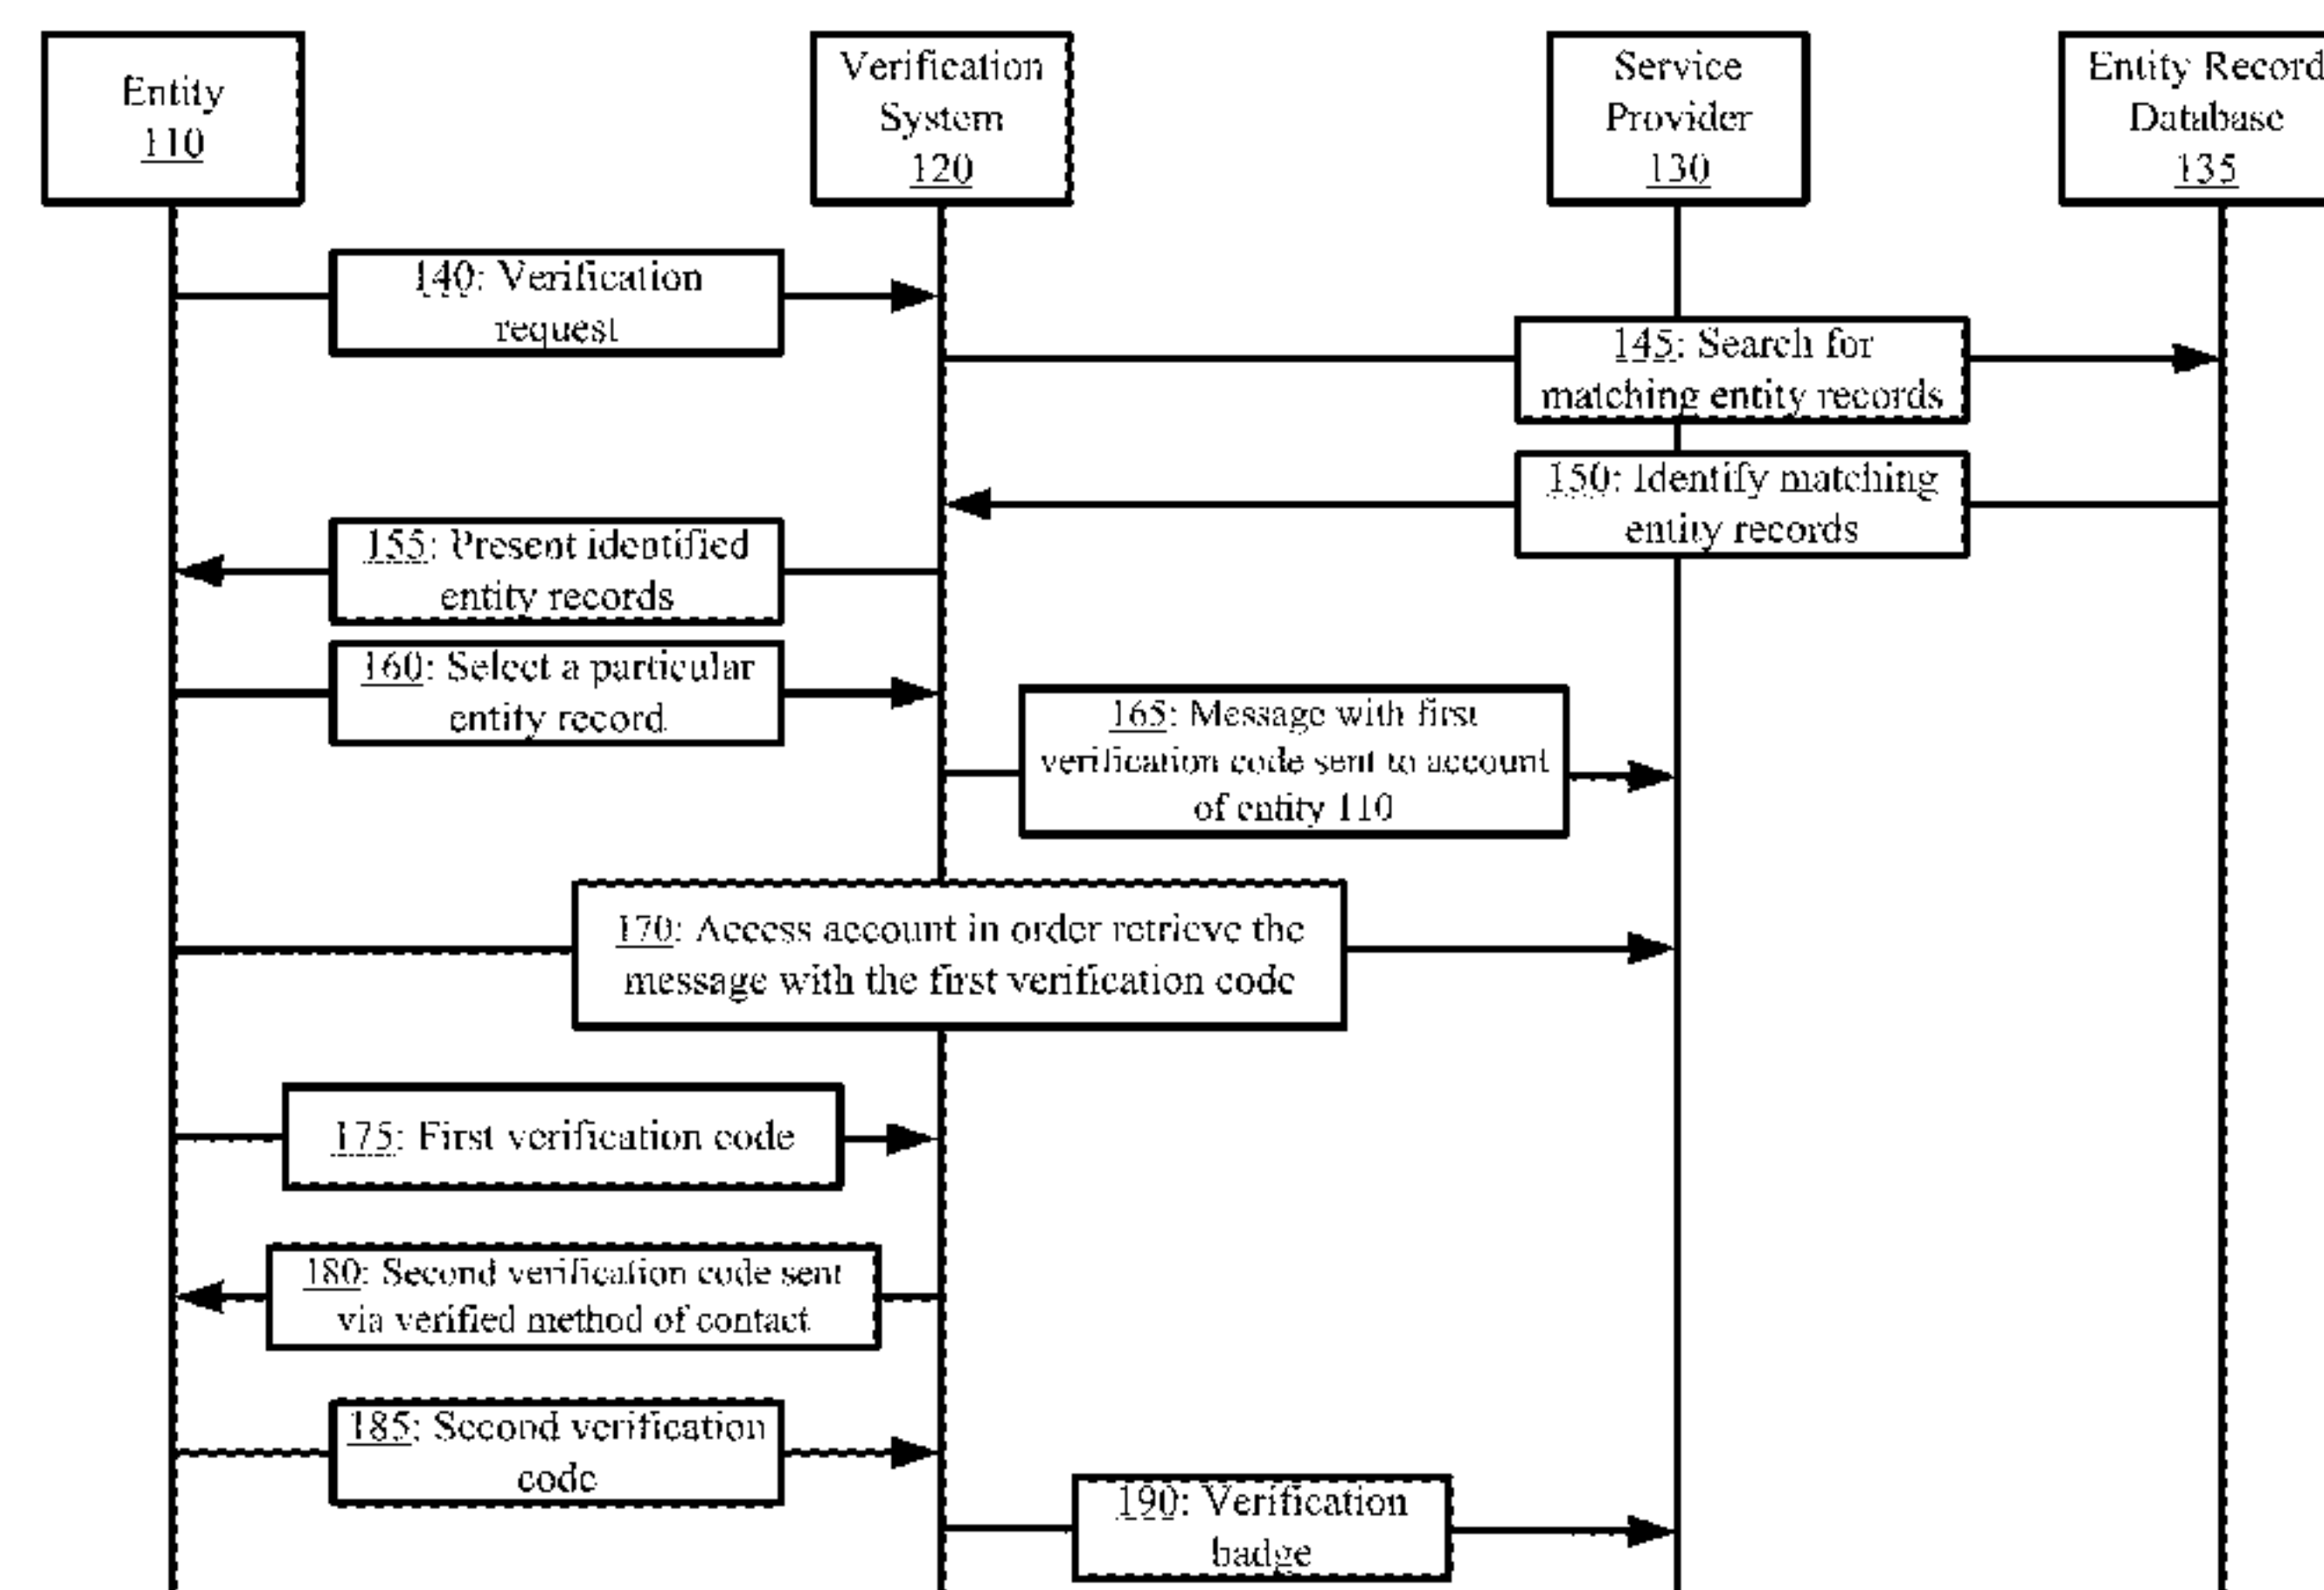 Entity
110
Verification
System
120
Service
Provider
130
Entity Record
Database
135
140: Verification
request
145: Search for
matching entity records
150: Identify matching
entity records
155: Present identified
entity records
160: Select a particular
entity record
165: Message with first
verification code sent to account
of entity 110
170: Access account in order retrieve the
message with the first verification code
175: First verification code
180: Second verification code sent
via verified method of contact
185: Second verification
code
190: Verification
badge